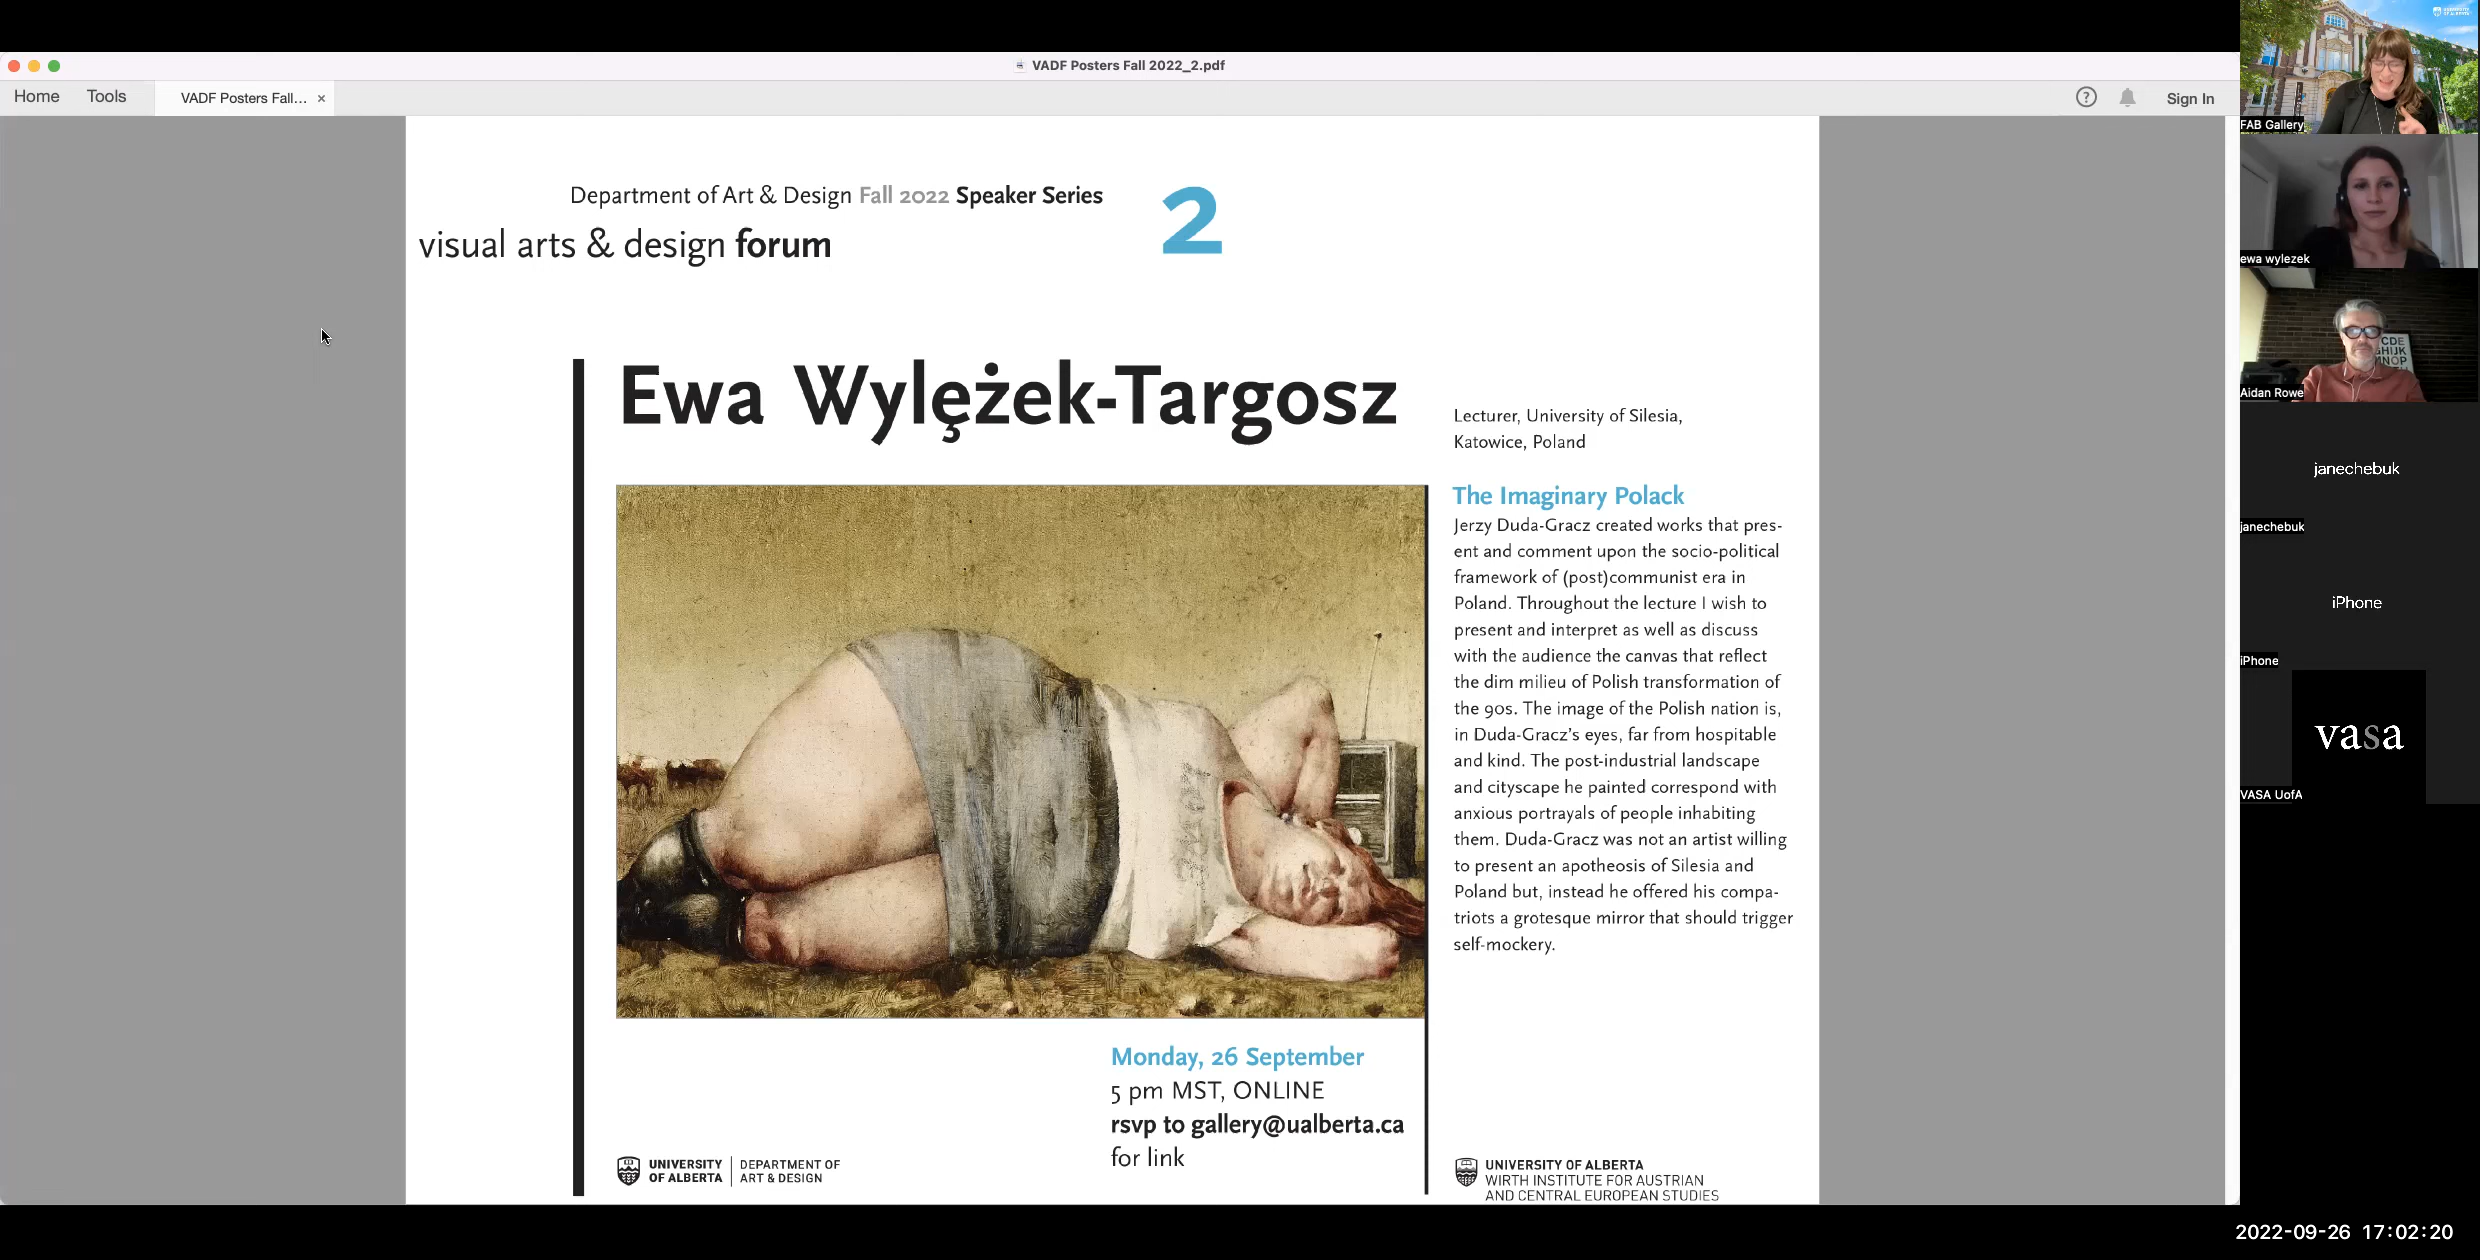 VADF Posters Fall 2022_2.pdf
Home
Tools
VADF Posters Fall...
×
?
Sign In
Department of Art & Design Fall 2022 Speaker Series
2
visual arts & design forum
Ewa Wylężek-Targosz
Lecturer, University of Silesia,
Katowice, Poland
The Imaginary Polack
Jerzy Duda-Gracz created works that pres-
ent and comment upon the socio-political
framework of (post)communist era in
Poland. Throughout the lecture I wish to
present and interpret as well as discuss
with the audience the canvas that reflect
the dim milieu of Polish transformation of
the 90s. The image of the Polish nation is,
in Duda-Gracz's eyes, far from hospitable
and kind. The post-industrial landscape
and cityscape he painted correspond with
anxious portrayals of people inhabiting
them. Duda-Gracz was not an artist willing
to present an apotheosis of Silesia and
Poland but, instead he offered his compa-
triots a grotesque mirror that should trigger
self-mockery.
Monday, 26 September
5 pm MST, ONLINE
rsvp to gallery@ualberta.ca
for link
UNIVERSITY
OF ALBERTA
DEPARTMENT OF
ART & DESIGN
UNIVERSITY OF ALBERTA
WIRTH INSTITUTE FOR AUSTRIAN
AND CENTRAL EUROPEAN STUDIES
FAB Gallery
ewa wylezek
CDE
GHIJK
MNOP
Aidan Rowe
janechebuk
janechebuk
iPhone
iPhone
vasa
VASA UofA
2022-09-26 17:02:20